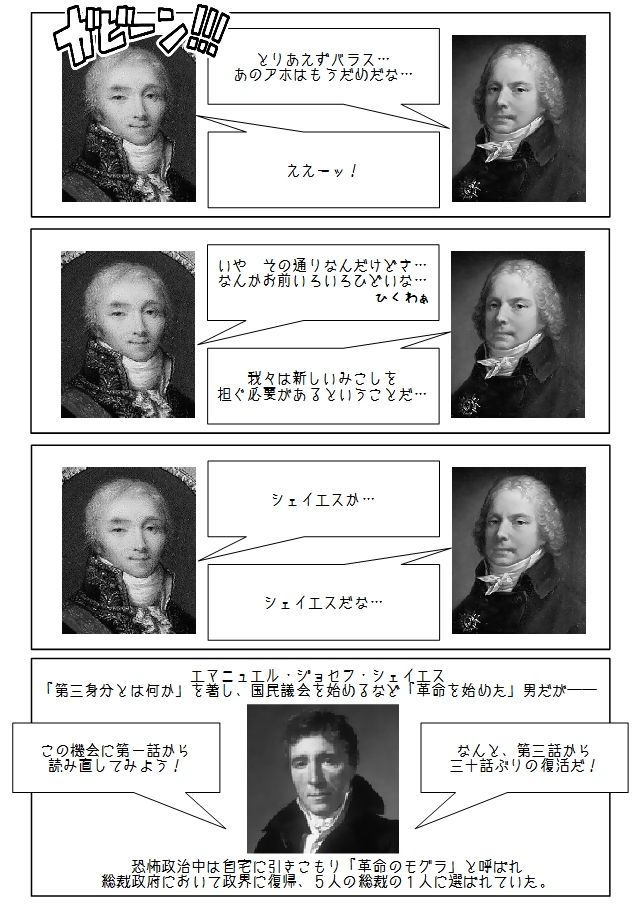 ガビーン!!!
とりあえずバラス…
あのアホはもうだめだな…
ええーッ!
いや その通りなんだけどさ…
なんかお前いろいろひどいな…
ひくわぁ
我々は新しいみこしを
担ぐ必要があるということだ…
シェイエスか…
シェイエスだな…
エマニュエル・ジョセフ・シェイエス
「第三身分とは何か」を著し、国民議会を始めるなど「革命を始めた」男だが――
この機会に第一話から
読み直してみよう!
なんと、第三話から
三十話ぶりの復活だ!
恐怖政治中は自宅に引きこもり「革命のモグラ」と呼ばれ
総裁政府において政界に復帰、5人の総裁の1人に選ばれていた。